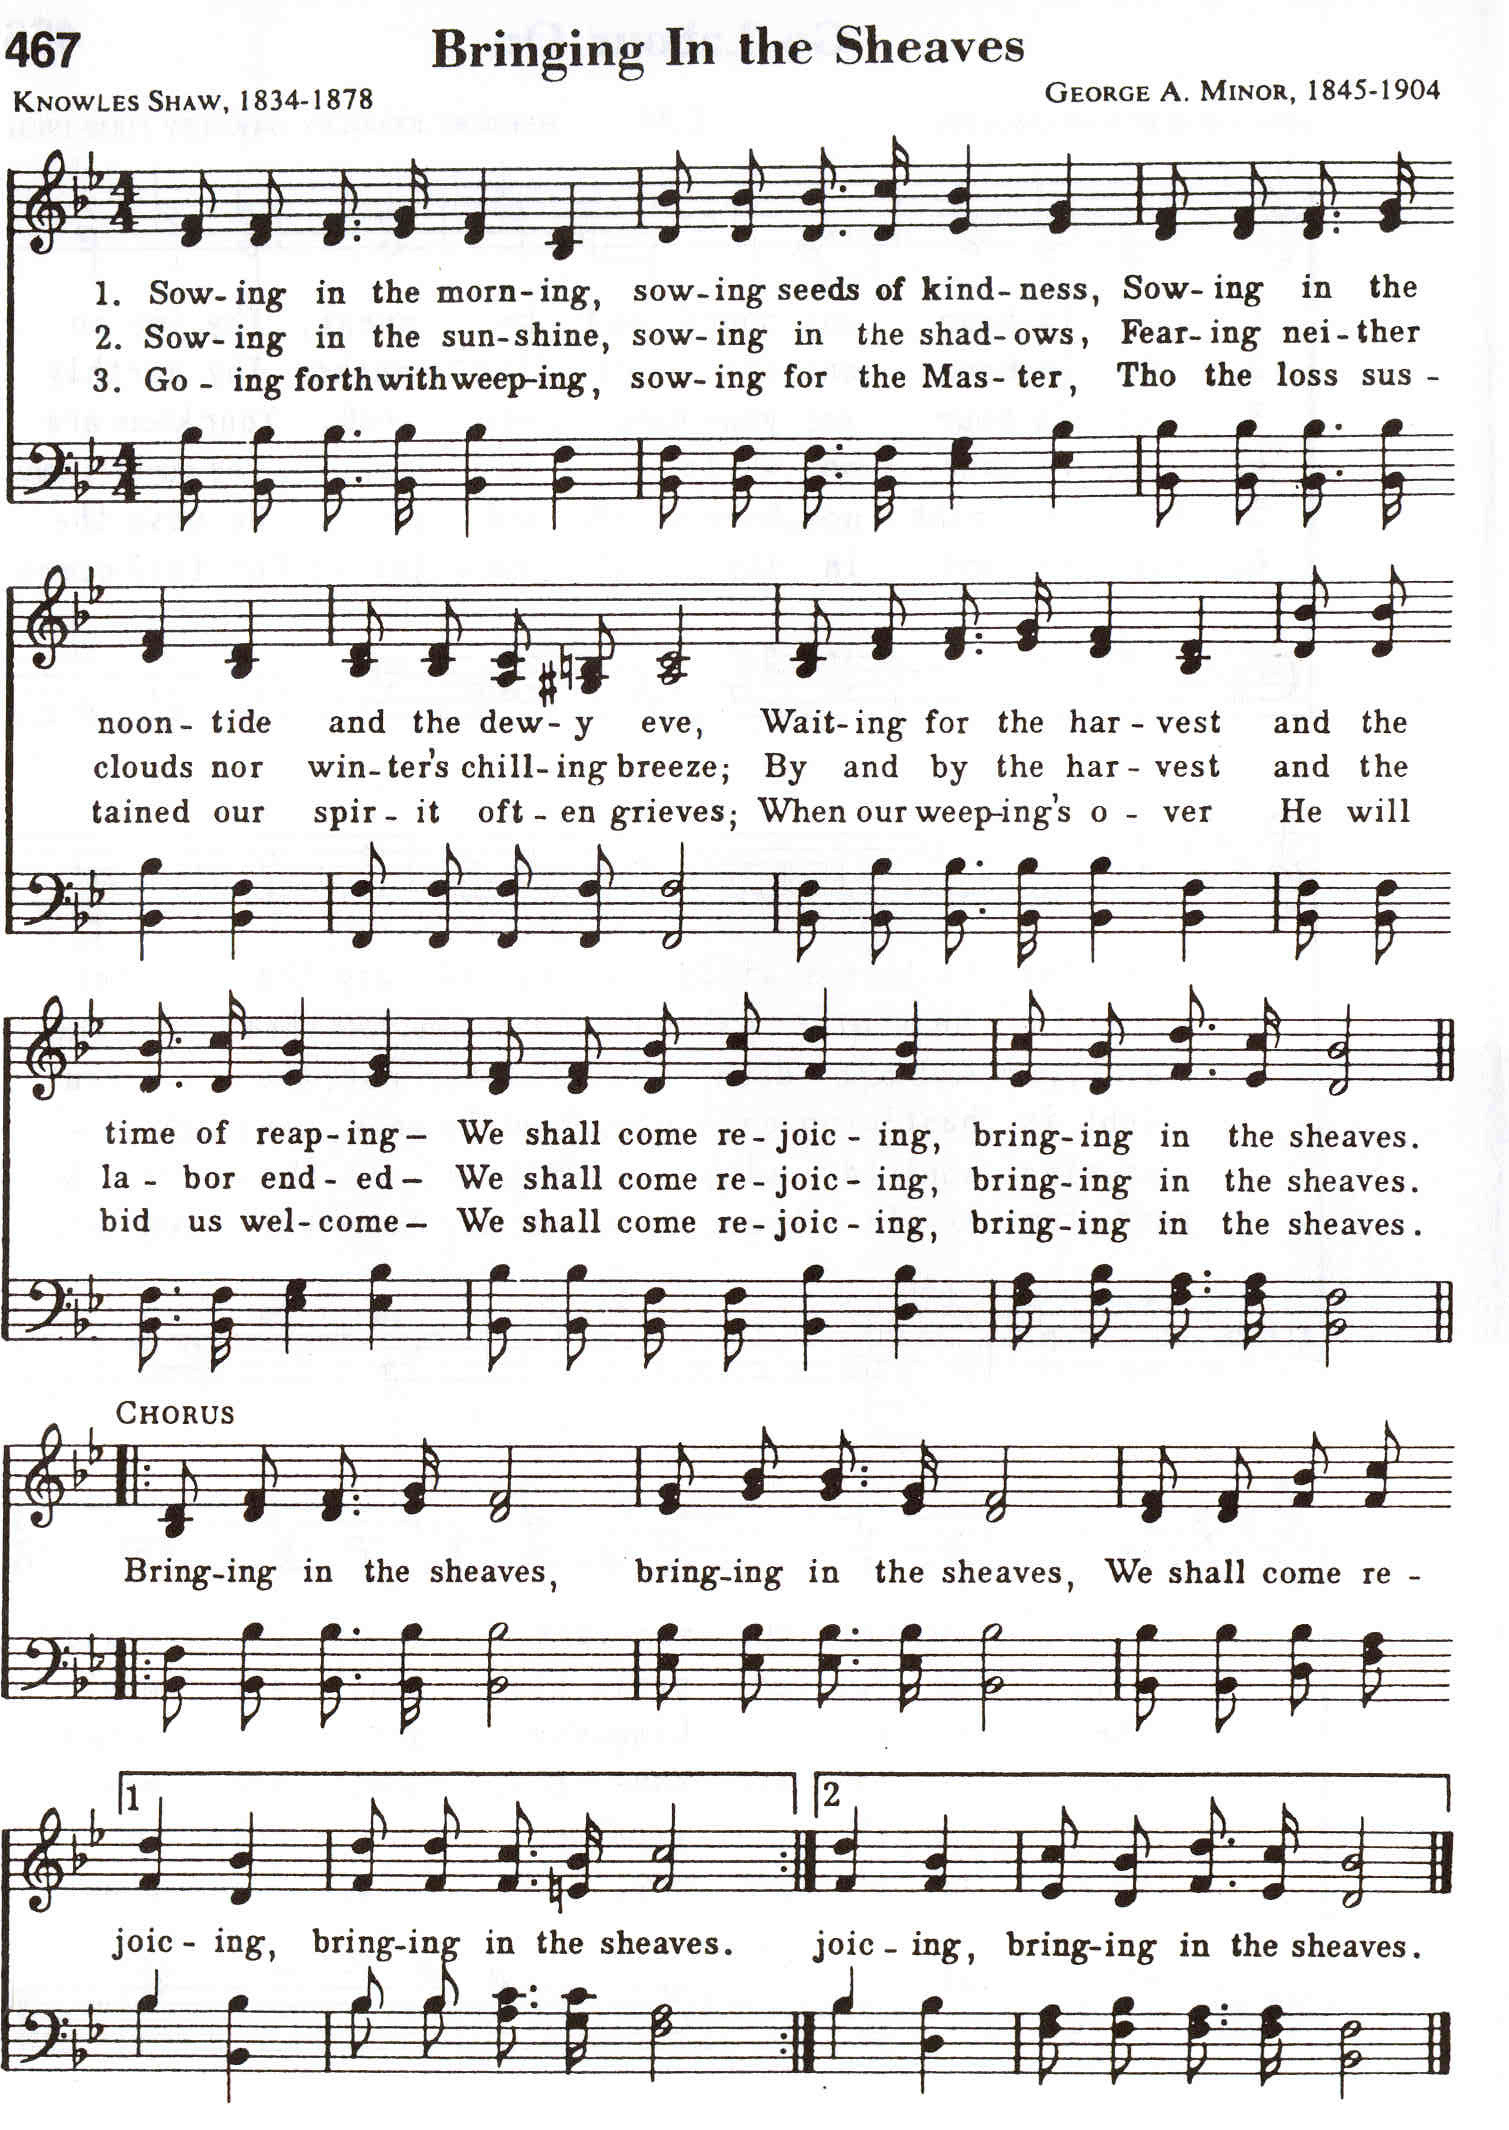 467 Bringing In the Sheaves
Knowles Shaw, 1834-1878 George A. Minor, 1845-1904
1. Sow- ing in the morn-ing, sow-ing seeds of kind-ness, Sow- ing in the
2. Sow- ing in the sun-shine, sow-ing in the shad-ows, Fear-ing nei-ther
3. Go - ing forth with weep-ing, sow-ing for the Mas-ter, Tho the loss sus -
noon - tide and the dew - y eve, Wait-ing for the har - vest and the
clouds nor win-ter's chill-ing breeze; By and by the har - vest and the
tained our spir - it oft - en grieves; When our weep-ing's o - ver He will
time of reap-ing— We shall come re - joic - ing, bring-ing in the sheaves.
la - bor end - ed— We shall come re - joic - ing, bring-ing in the sheaves.
bid us wel-come— We shall come re - joic - ing, bring-ing in the sheaves.
Chorus
Bring-ing in the sheaves, bring-ing in the sheaves, We shall come re -
1 2
joic - ing, bring-ing in the sheaves. joic - ing, bring-ing in the sheaves.